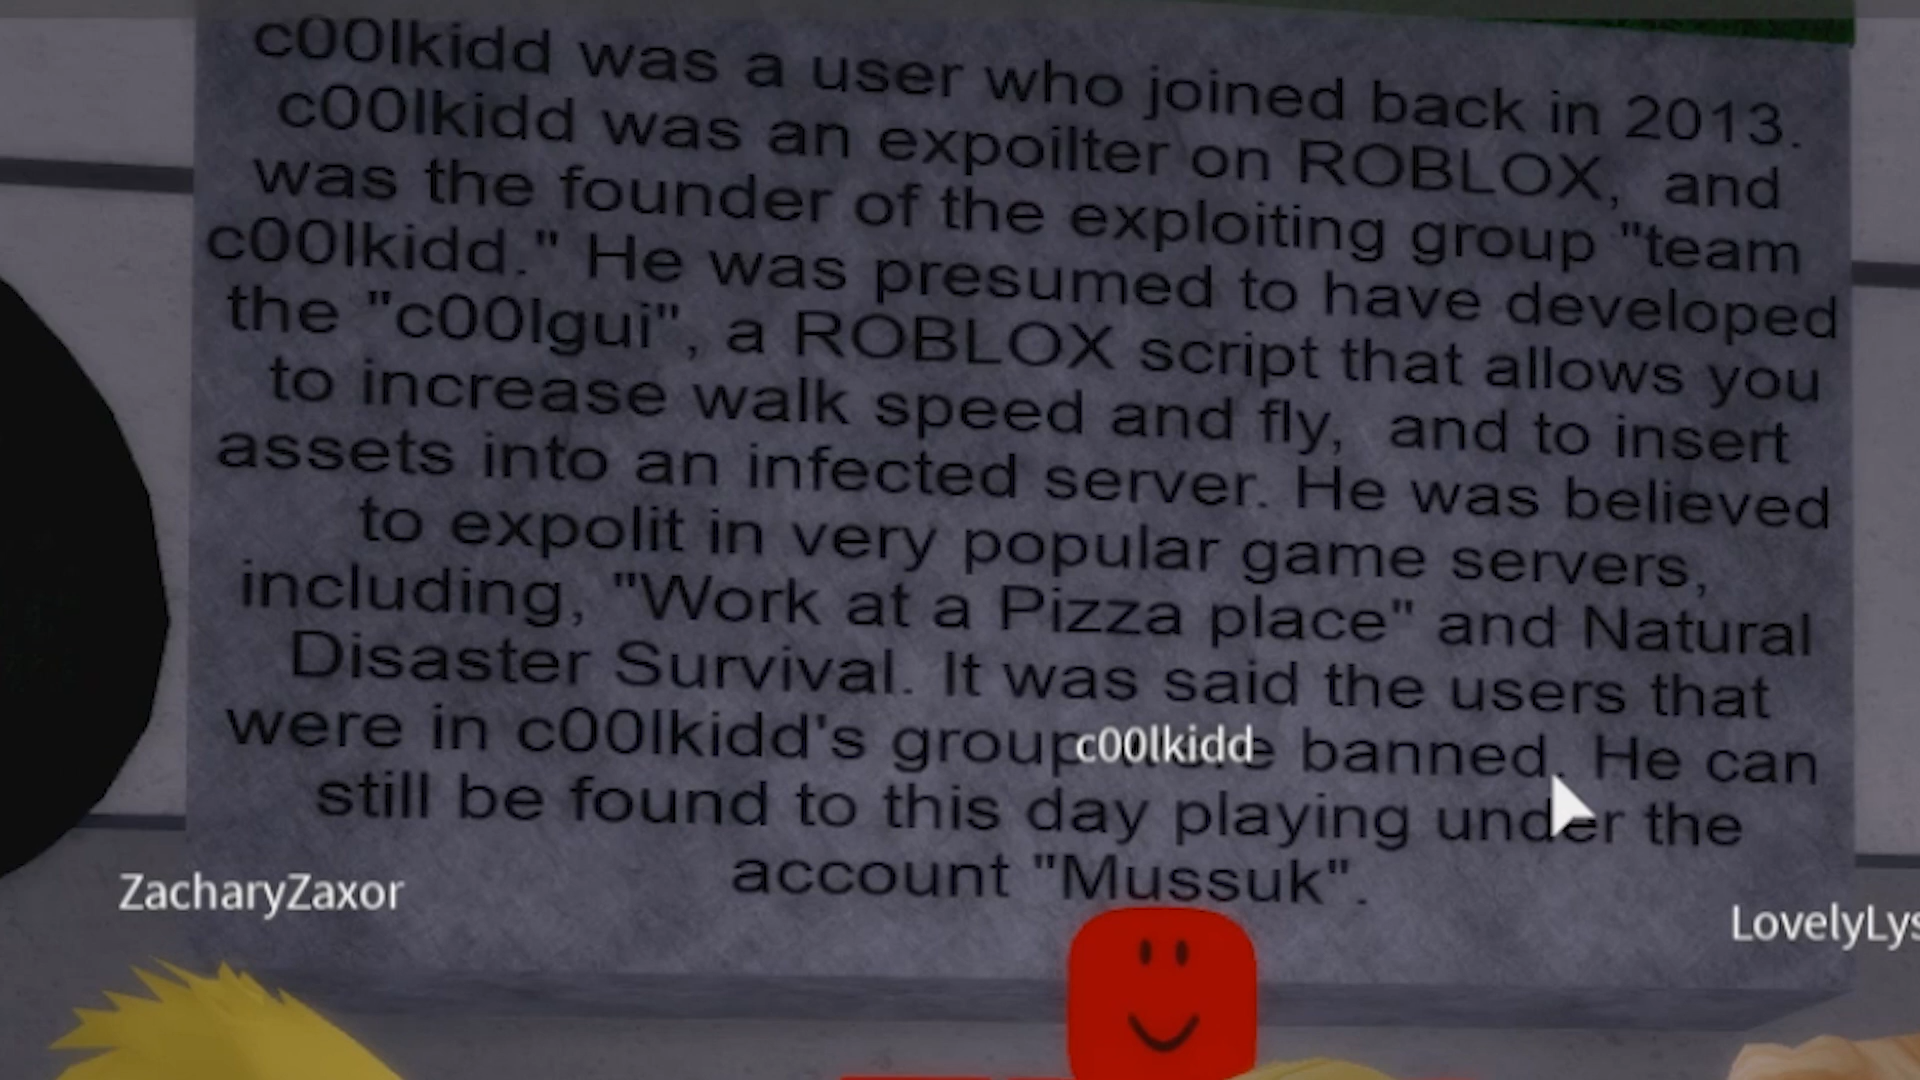 c00lkidd was a user who joined back in 2013.
c00lkidd was an expoilter on ROBLOX,  and
was the founder of the exploiting group "team
c00lkidd." He was presumed to have developed
the "c00lgui", a ROBLOX script that allows you
to increase walk speed and fly,  and to insert
assets into an infected server. He was believed
to expolit in very popular game servers,
including, "Work at a Pizza place" and Natural
Disaster Survival. It was said the users that
were in c00lkidd's group were banned. He can
still be found to this day playing under the
account "Mussuk".
c00lkidd
ZacharyZaxor